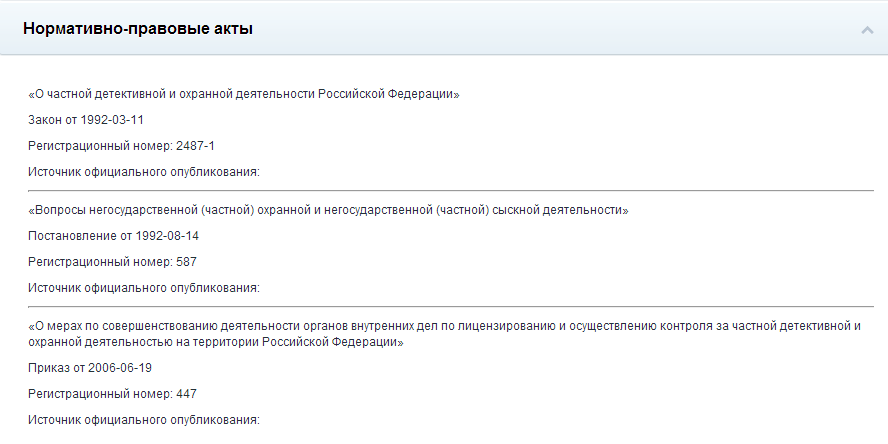 Нормативно-правовые акты
«О частной детективной и охранной деятельности Российской Федерации»
Закон от 1992-03-11
Регистрационный номер: 2487-1
Источник официального опубликования:
«Вопросы негосударственной (частной) охранной и негосударственной (частной) сыскной деятельности»
Постановление от 1992-08-14
Регистрационный номер: 587
Источник официального опубликования:
«О мерах по совершенствованию деятельности органов внутренних дел по лицензированию и осуществлению контроля за частной детективной и
охранной деятельностью на территории Российской Федерации»
Приказ от 2006-06-19
Регистрационный номер: 447
Источник официального опубликования: